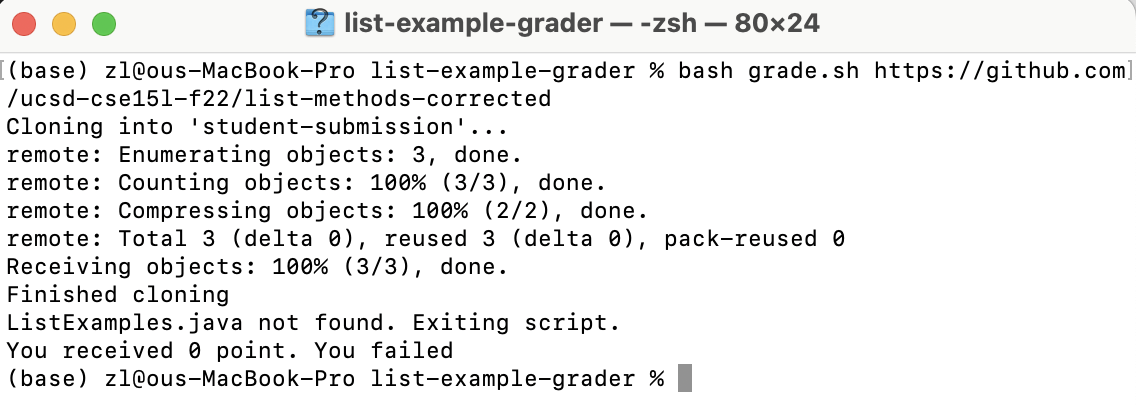 list-example-grader — -zsh — 80×24
(base) zl@ous-MacBook-Pro list-example-grader % bash grade.sh https://github.com
/ucsd-cse15l-f22/list-methods-corrected
Cloning into 'student-submission'...
remote: Enumerating objects: 3, done.
remote: Counting objects: 100% (3/3), done.
remote: Compressing objects: 100% (2/2), done.
remote: Total 3 (delta 0), reused 3 (delta 0), pack-reused 0
Receiving objects: 100% (3/3), done.
Finished cloning
ListExamples.java not found. Exiting script.
You received 0 point. You failed
(base) zl@ous-MacBook-Pro list-example-grader %